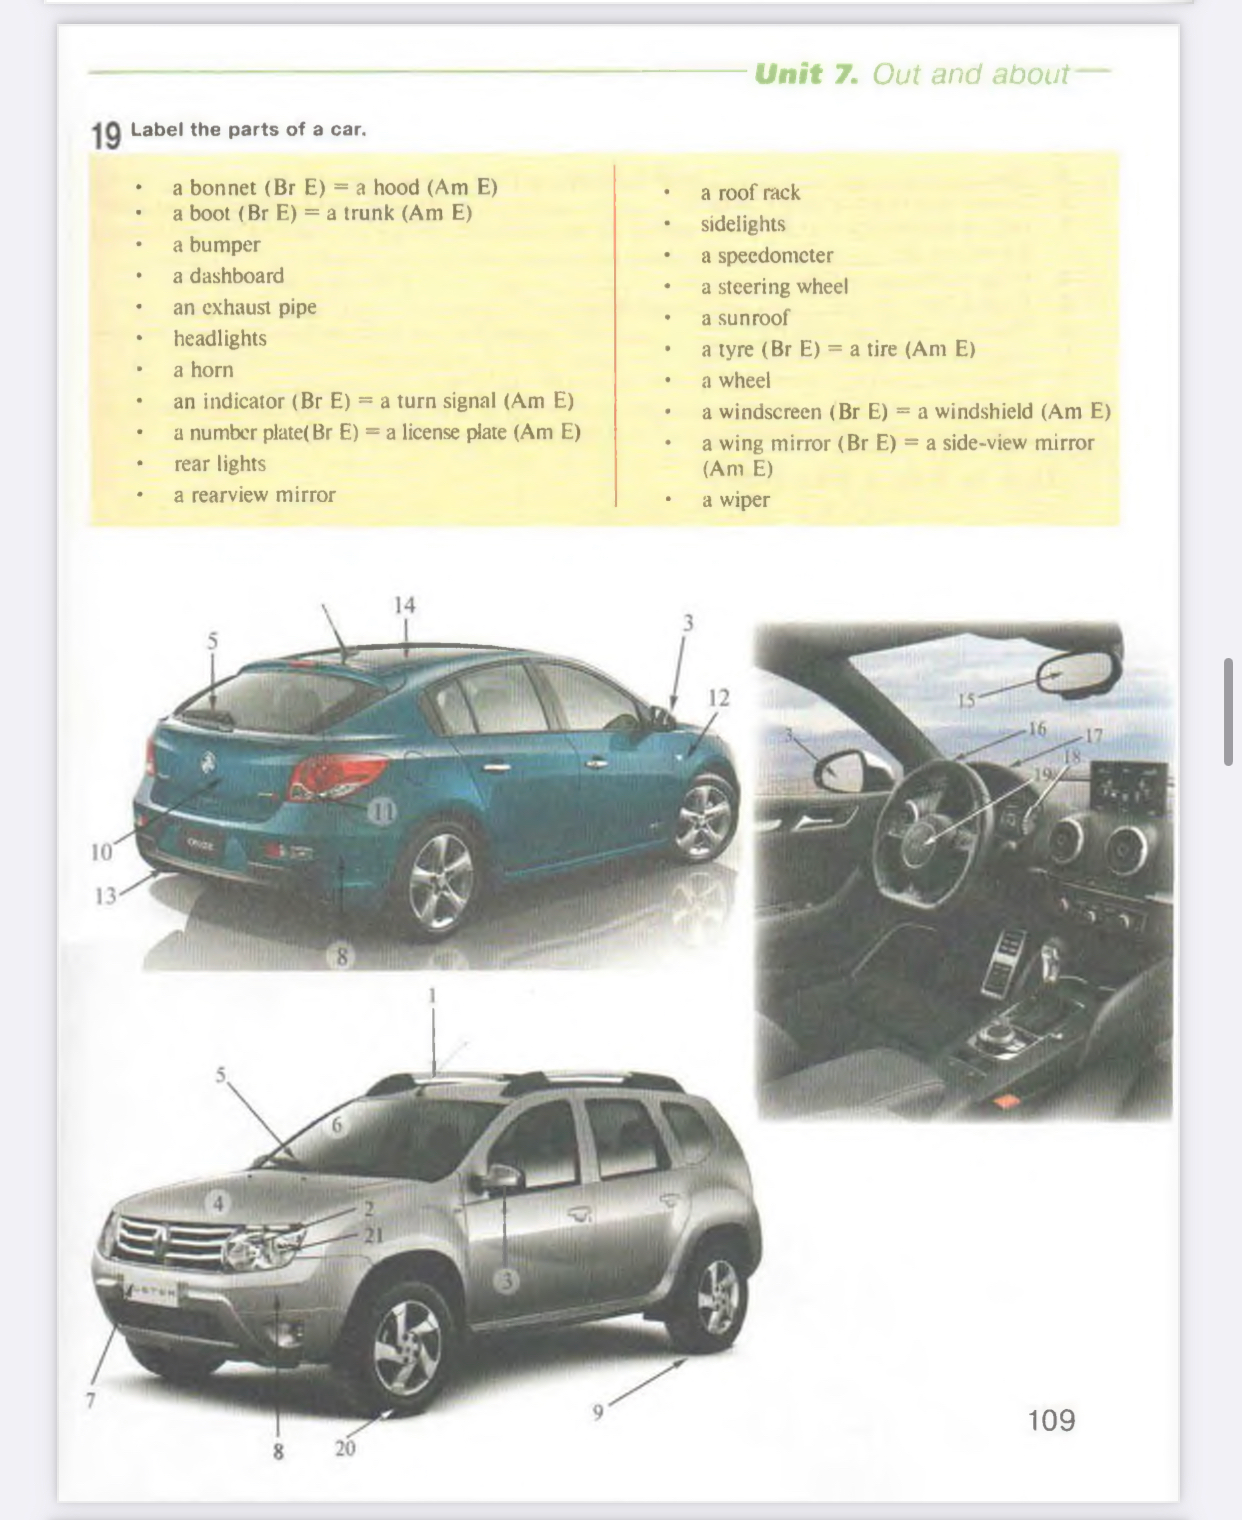 Unit 7. Out and about
19 Label the parts of a car.
• a bonnet (Br E) = a hood (Am E)
• a boot (Br E) = a trunk (Am E)
• a bumper
• a dashboard
• an exhaust pipe
• headlights
• a horn
• an indicator (Br E) = a turn signal (Am E)
• a number plate(Br E) = a license plate (Am E)
• rear lights
• a rearview mirror
• a roof rack
• sidelights
• a speedometer
• a steering wheel
• a sunroof
• a tyre (Br E) = a tire (Am E)
• a wheel
• a windscreen (Br E) = a windshield (Am E)
• a wing mirror (Br E) = a side-view mirror
(Am E)
• a wiper
14
5
3
12
10
11
13
8
CRUZE
15
3
16
17
18
19
1
5
6
4
2
21
3
DUSTER
7
8
20
9
109